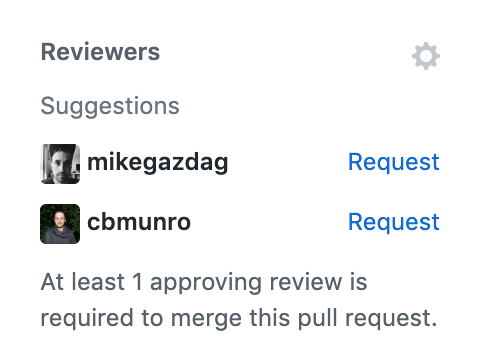 Reviewers
Suggestions
mikegazdag Request
cbmunro Request
At least 1 approving review is
required to merge this pull request.